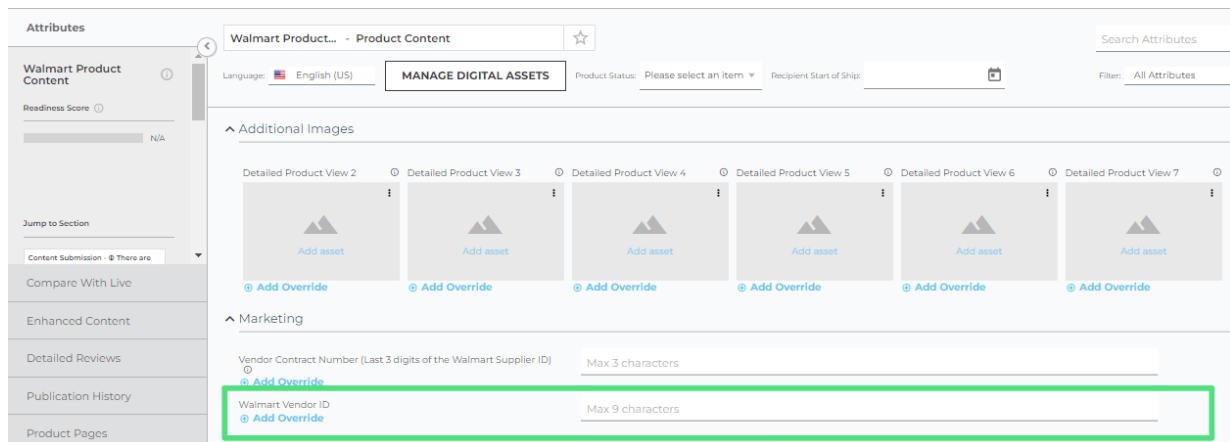 Attributes
Walmart Product... - Product Content
Search Attributes
Walmart Product
Content
Language: English (US)
MANAGE DIGITAL ASSETS
Product Status: Please select an item
Recipient Start of Ship:
Filter: All Attributes
Readiness Score
N/A
Additional Images
Detailed Product View 2
Detailed Product View 3
Detailed Product View 4
Detailed Product View 5
Detailed Product View 6
Detailed Product View 7
Add asset
Add asset
Add asset
Add asset
Add asset
Add asset
Add Override
Add Override
Add Override
Add Override
Add Override
Add Override
Jump to Section
Content Submission - There are
Compare With Live
Enhanced Content
Detailed Reviews
Publication History
Product Pages
Marketing
Vendor Contract Number (Last 3 digits of the Walmart Supplier ID)
Max 3 characters
Add Override
Walmart Vendor ID
Max 9 characters
Add Override